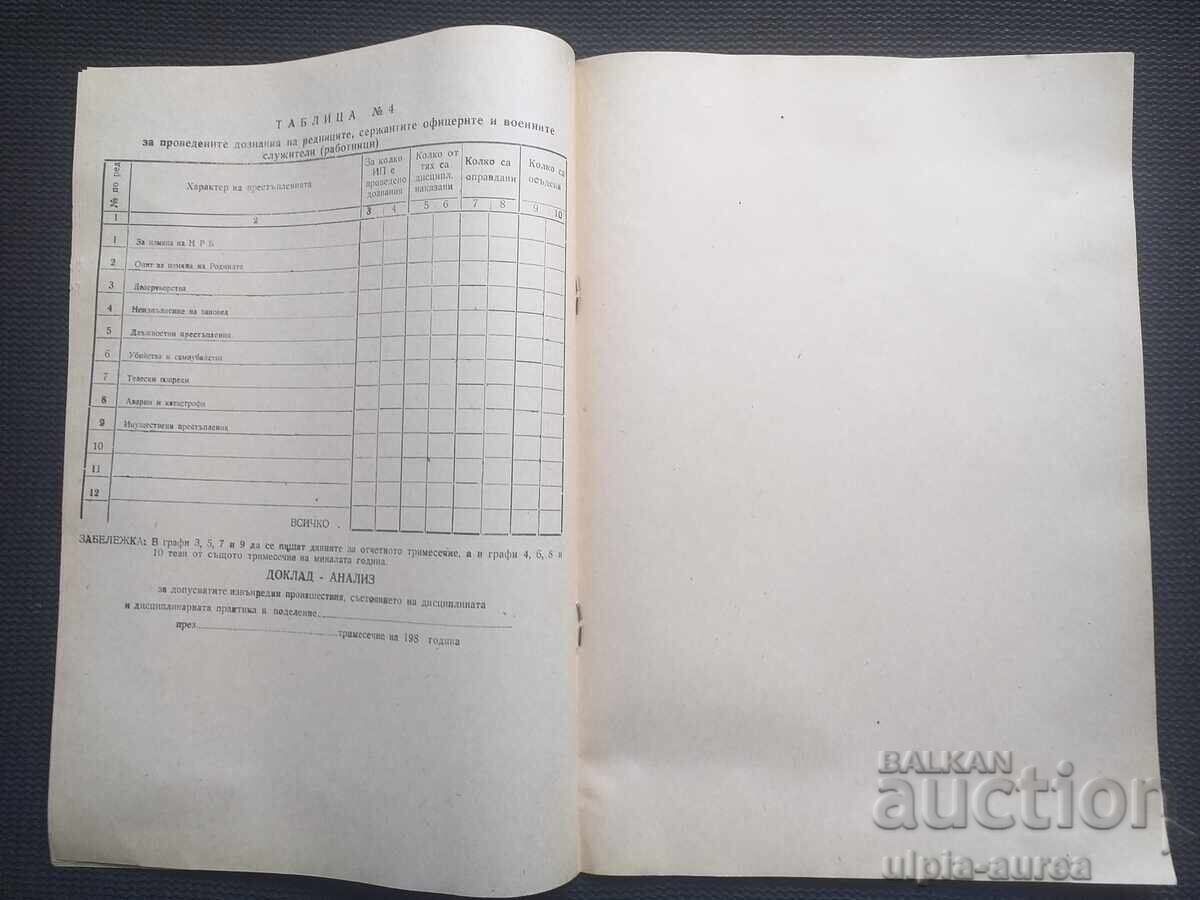 ТАБЛИЦА № 4
за проведените дознания на редниците, сержантите офицерите и военните
служители (работници)
№ по ред
Характер на престъпленията
За колко ИП е проведено дознания
Колко от тях са дисципл. наказани
Колко са оправдани
Колко са осъдени
1 2 3 4 5 6 7 8 9 10
1 За измяна на Н Р Б
2 Опит за измяна на Родината
3 Дезертьорства
4 Неизпълнение на заповед
5 Длъжностни престъпления
6 Убийства и самоубийства
7 Телесни повреди
8 Аварии и катастрофи
9 Имуществени престъпления
10
11
12
ВСИЧКО .
ЗАБЕЛЕЖКА: В графи 3, 5, 7 и 9 да се пишат данните за отчетното тримесечие, а в графи 4, 6, 8 и
10 тези от същото тримесечие на миналата година.
ДОКЛАД - АНАЛИЗ
за допуснатите извънредни произшествия, състоянието на дисциплината
и дисциплинарната практика в поделение
през тримесечие на 198 година
BALKAN
auction
ulpia-aurea